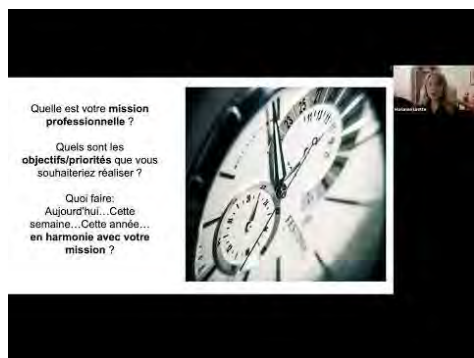 Quelle est votre mission
professionnelle ?
Quels sont les
objectifs/priorités que vous
souhaiteriez réaliser ?
Quoi faire:
Aujourd'hui...Cette
semaine...Cette année...
en harmonie avec votre
mission ?